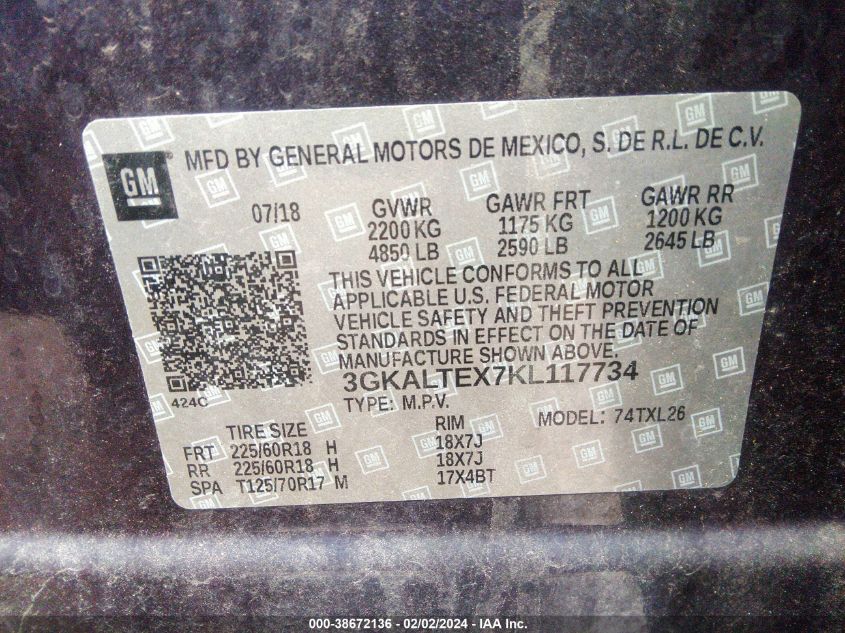 GM
MFD BY GENERAL MOTORS DE MEXICO, S. DE R.L. DE C.V.
07/18 GVWR GAWR FRT GAWR RR
2200 KG 1175 KG 1200 KG
4850 LB 2590 LB 2645 LB
THIS VEHICLE CONFORMS TO ALL
APPLICABLE U.S. FEDERAL MOTOR
VEHICLE SAFETY AND THEFT PREVENTION
STANDARDS IN EFFECT ON THE DATE OF
MANUFACTURE SHOWN ABOVE.
424C
3GKALTEX7KL117734
TYPE: M.P.V. MODEL: 74TXL26
TIRE SIZE RIM
FRT 225/60R18 H 18X7J
RR 225/60R18 H 18X7J
SPA T125/70R17 M 17X4BT
000-38672136 - 02/02/2024 - IAA Inc.